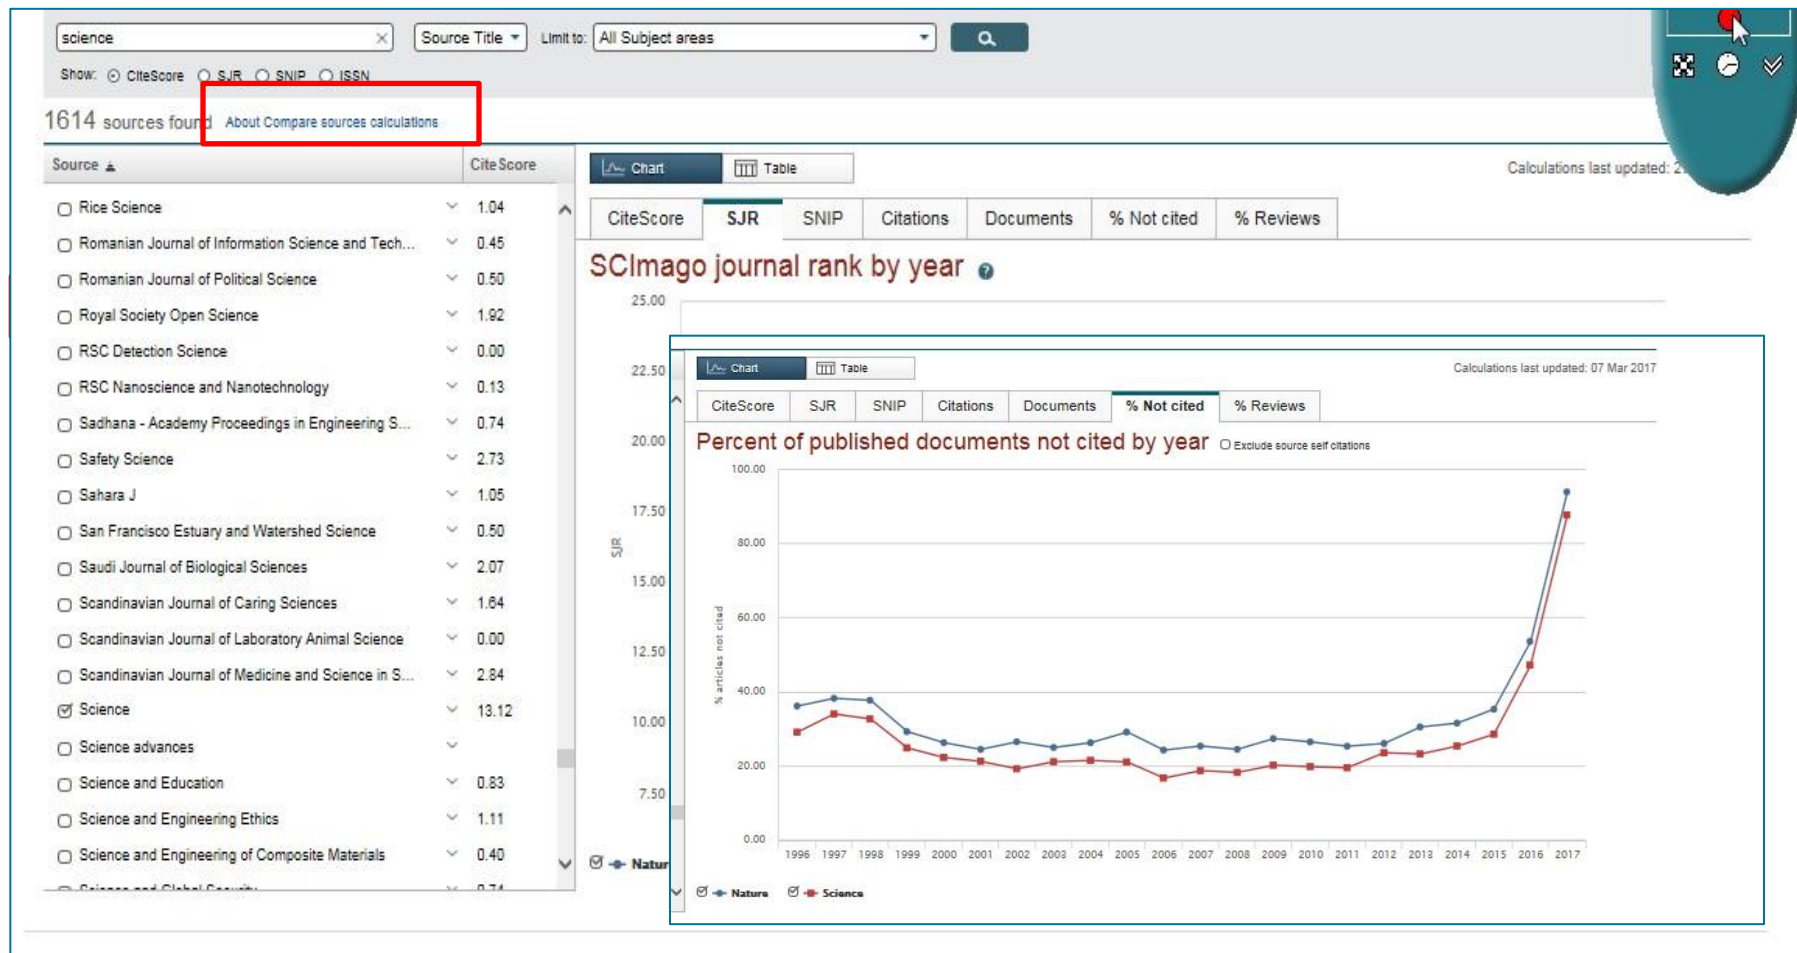 science
Source Title
Limit to:
All Subject areas
Show: CiteScore SJR SNIP ISSN
1614 sources found
About Compare sources calculations
Source
CiteScore
Rice Science 1.04
Romanian Journal of Information Science and Tech... 0.45
Romanian Journal of Political Science 0.50
Royal Society Open Science 1.92
RSC Detection Science 0.00
RSC Nanoscience and Nanotechnology 0.13
Sadhana - Academy Proceedings in Engineering S... 0.74
Safety Science 2.73
Sahara J 1.05
San Francisco Estuary and Watershed Science 0.50
Saudi Journal of Biological Sciences 2.07
Scandinavian Journal of Caring Sciences 1.64
Scandinavian Journal of Laboratory Animal Science 0.00
Scandinavian Journal of Medicine and Science in S... 2.84
Science 13.12
Science advances
Science and Education 0.83
Science and Engineering Ethics 1.11
Science and Engineering of Composite Materials 0.40
Science and Global Security 0.74
Chart
Table
Calculations last updated:
CiteScore SJR SNIP Citations Documents % Not cited % Reviews
SCImago journal rank by year
25.00
22.50
20.00
17.50
15.00
12.50
10.00
7.50
SJR
Natur
Chart
Table
Calculations last updated: 07 Mar 2017
CiteScore SJR SNIP Citations Documents % Not cited % Reviews
Percent of published documents not cited by year
Exclude source self citations
100.00
80.00
60.00
40.00
20.00
0.00
% articles not cited
1996 1997 1998 1999 2000 2001 2002 2003 2004 2005 2006 2007 2008 2009 2010 2011 2012 2013 2014 2015 2016 2017
Nature Science